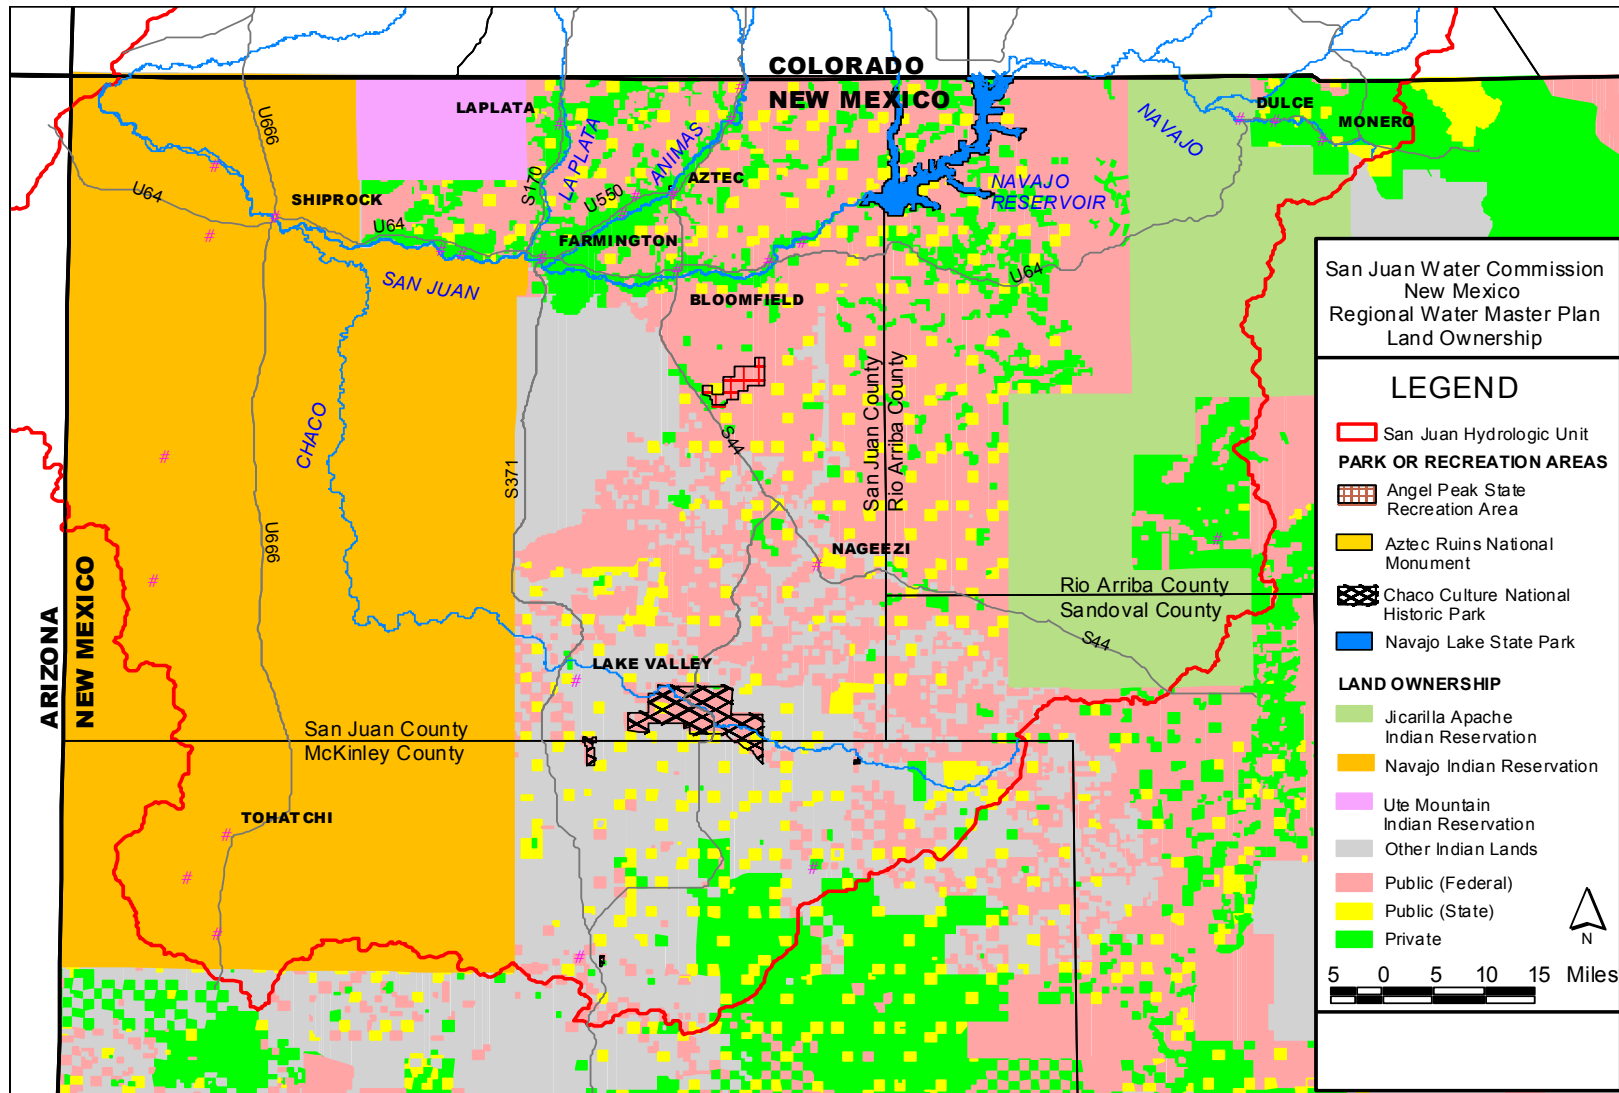 COLORADO
NEW MEXICO
LAPLATA
DULCE
MONERO
U666
LA PLATA
ANIMAS
NAVAJO
S170
U550
AZTEC
U64
SHIPROCK
NAVAJO
RESERVOIR
U64
FARMINGTON
SAN JUAN
U64
BLOOMFIELD
San Juan County
Rio Arriba County
CHACO
S44
S371
U666
NAGEEZI
Rio Arriba County
Sandoval County
S44
ARIZONA
NEW MEXICO
LAKE VALLEY
San Juan County
McKinley County
TOHATCHI
San Juan Water Commission
New Mexico
Regional Water Master Plan
Land Ownership
LEGEND
San Juan Hydrologic Unit
PARK OR RECREATION AREAS
Angel Peak State
Recreation Area
Aztec Ruins National
Monument
Chaco Culture National
Historic Park
Navajo Lake State Park
LAND OWNERSHIP
Jicarilla Apache
Indian Reservation
Navajo Indian Reservation
Ute Mountain
Indian Reservation
Other Indian Lands
Public (Federal)
Public (State)
Private
N
5 0 5 10 15 Miles